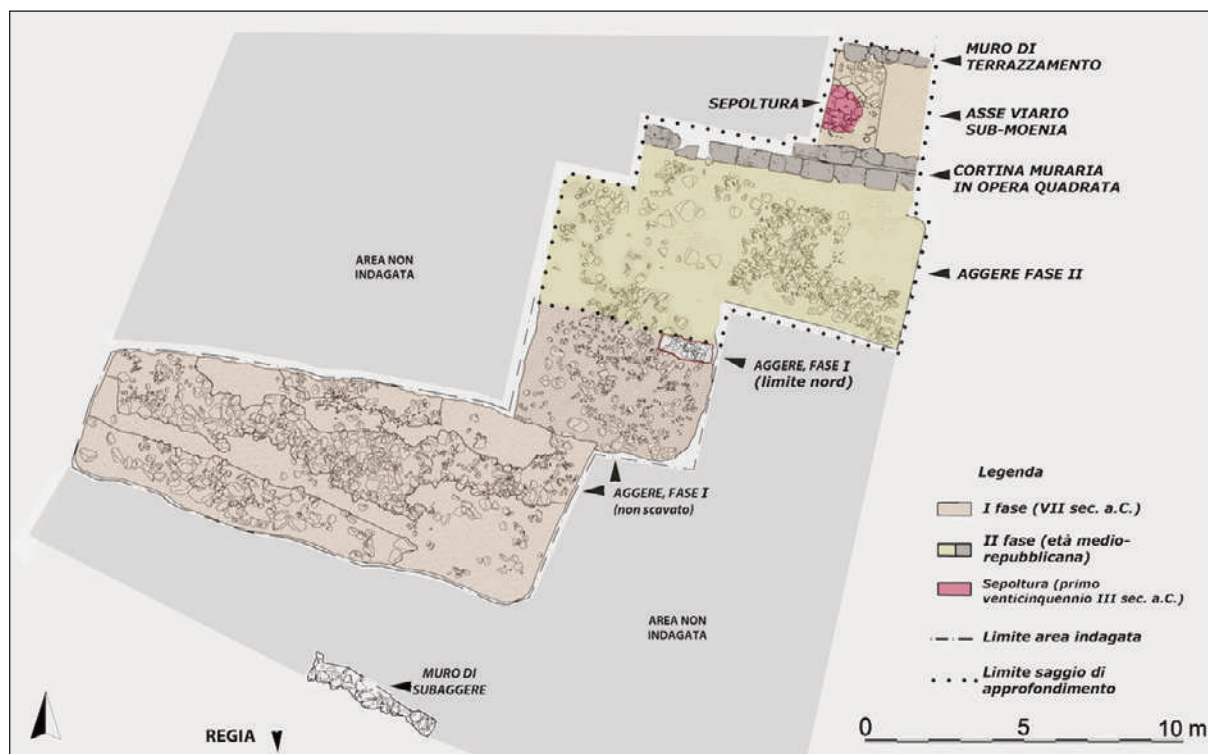 MURO DI
TERRAZZAMENTO
SEPOLTURA
ASSE VIARIO
SUB-MOENIA
CORTINA MURARIA
IN OPERA QUADRATA
AREA NON
INDAGATA
AGGERE FASE II
AGGERE, FASE I
(limite nord)
AGGERE, FASE I
(non scavato)
AREA NON
INDAGATA
MURO DI
SUBAGGERE
REGIA
Legenda
I fase (VII sec. a.C.)
II fase (età medio-
repubblicana)
Sepoltura (primo
venticinquennio III sec. a.C.)
Limite area indagata
Limite saggio di
approfondimento
0 5 10 m